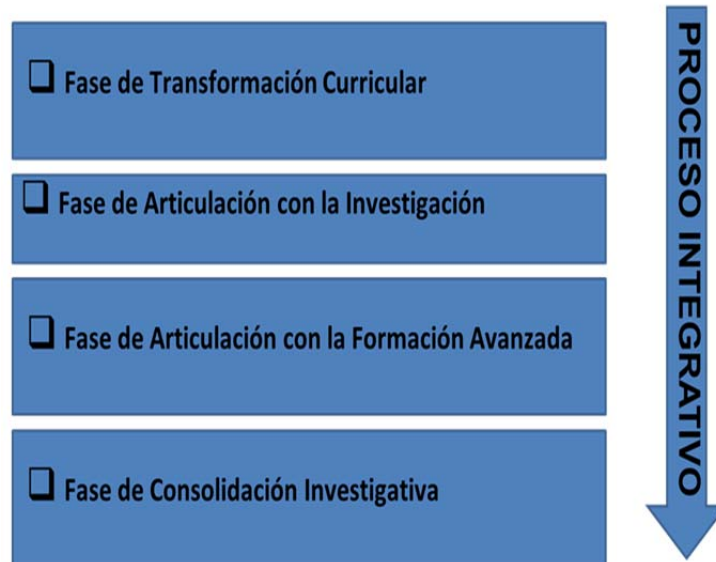 Fase de Transformación Curricular
Fase de Articulación con la Investigación
Fase de Articulación con la Formación Avanzada
Fase de Consolidación Investigativa
PROCESO INTEGRATIVO